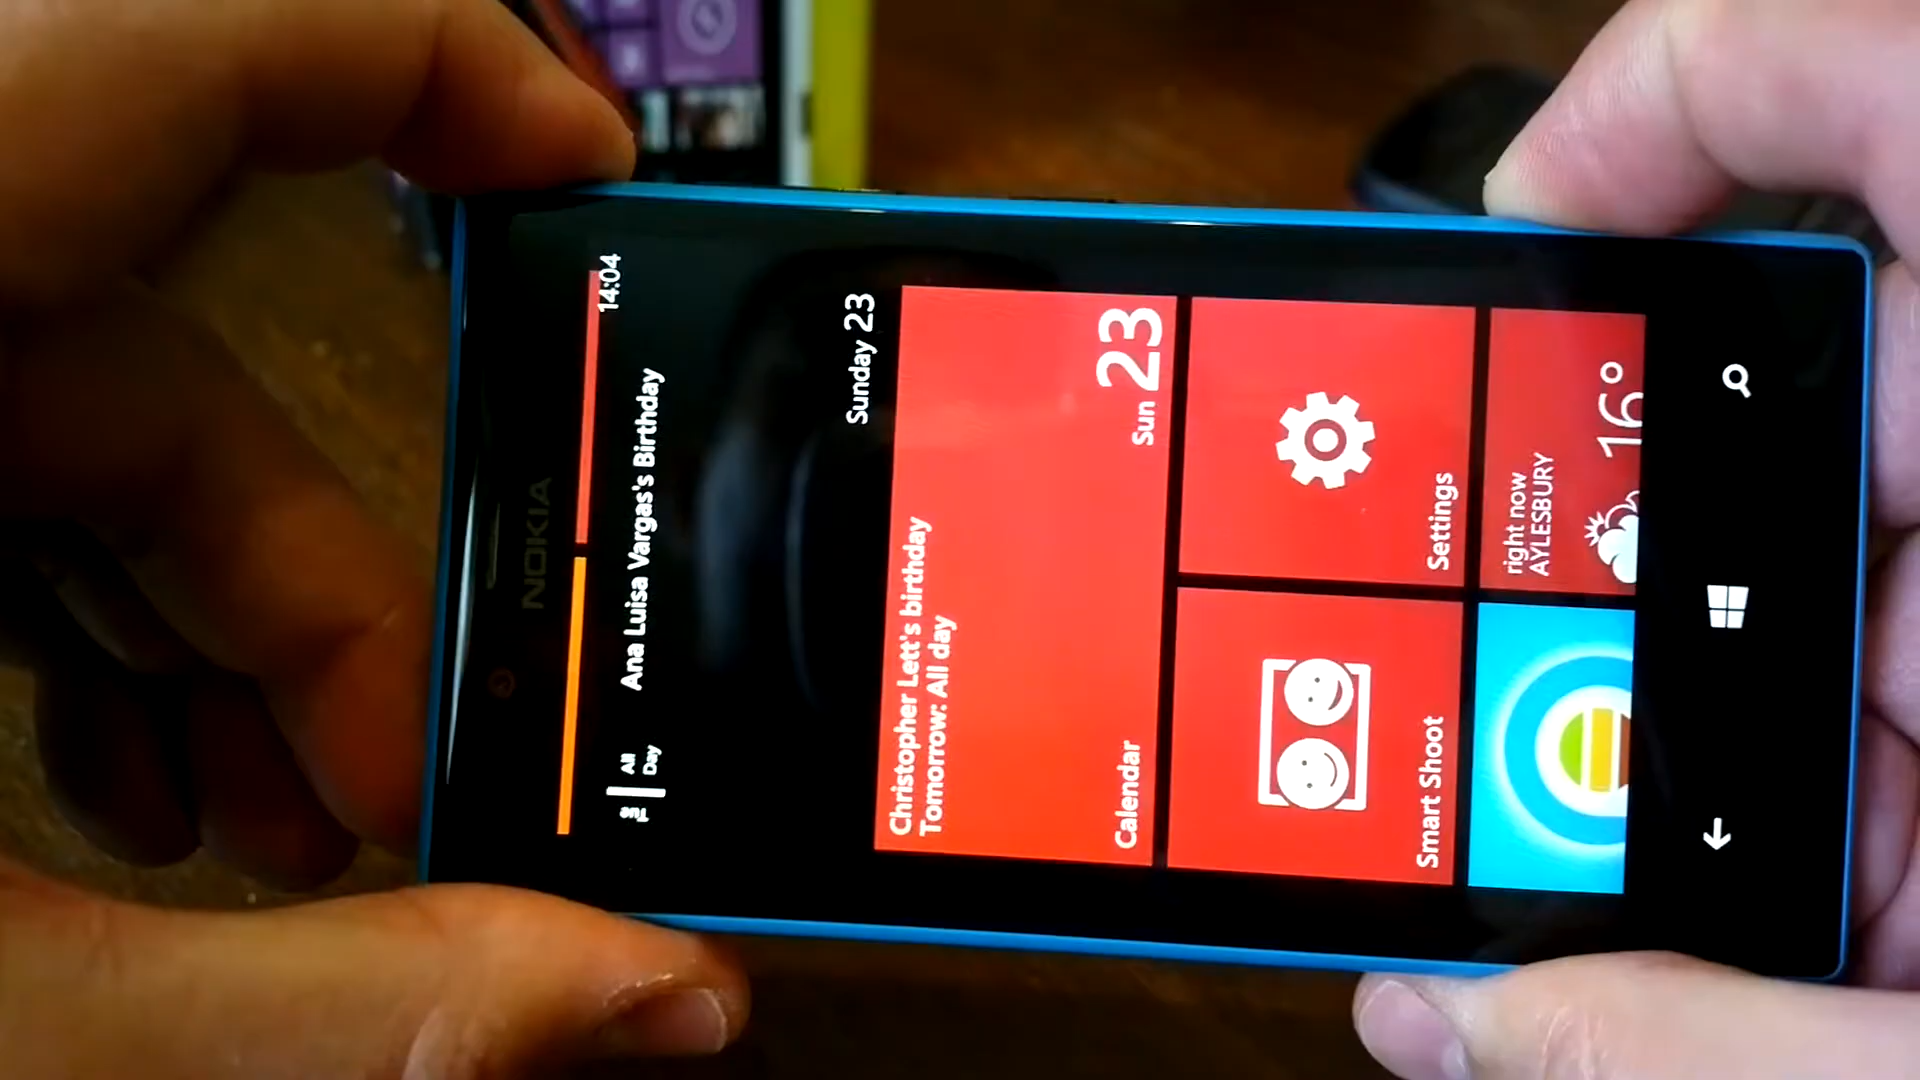 NOKIA
14:04
Tue
All
Day
Ana Luisa Vargas's Birthday
Sunday 23
Christopher Lett's birthday
Tomorrow: All day
Calendar
Sun 23
Smart Shoot
Settings
right now
AYLESBURY
16°